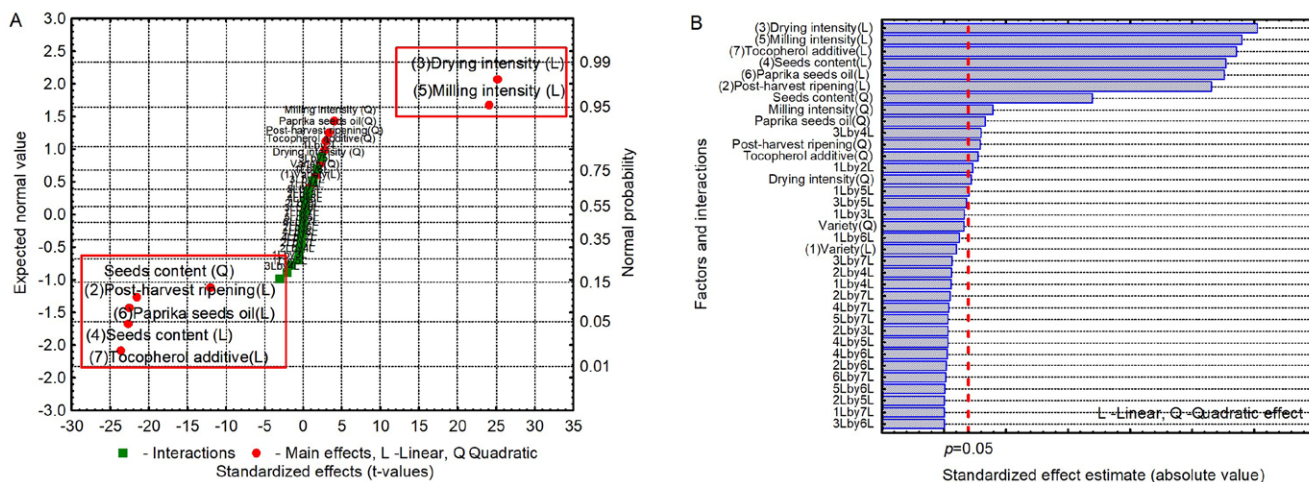 A
3.0
2.5
2.0
1.5
1.0
0.5
0.0
-0.5
-1.0
-1.5
-2.0
-2.5
3.0
Expected normal value
(3)Drying intensity (L)
(5)Milling intensity (L)
Milling intensity (Q)
Paprika seeds oil(Q)
Post-harvest ripening(Q)
Tocopherol additive(Q)
Drying intensity (Q)
Variety(Q)
(1)Variety(L)
Seeds content (Q)
(2)Post-harvest ripening(L)
(6)Paprika seeds oil(L)
(4)Seeds content (L)
(7)Tocopherol additive(L)
0.99
0.95
0.75
0.55
0.35
0.15
0.05
0.01
Normal probability
-30 -25 -20 -15 -10 -5 0 5 10 15 20 25 30 35
- Interactions - Main effects, L -Linear, Q Quadratic
Standardized effects (t-values)
B
Factors and interactions
(3)Drying intensity(L)
(5)Milling intensity(L)
(7)Tocopherol additive(L)
(4)Seeds content(L)
(6)Paprika seeds oil(L)
(2)Post-harvest ripening(L)
Seeds content(Q)
Milling intensity(Q)
Paprika seeds oil(Q)
3Lby4L
Post-harvest ripening(Q)
Tocopherol additive(Q)
1Lby2L
Drying intensity(Q)
1Lby5L
3Lby5L
1Lby3L
Variety(Q)
1Lby6L
(1)Variety(L)
3Lby7L
2Lby4L
1Lby4L
2Lby7L
4Lby7L
5Lby7L
2Lby3L
4Lby5L
4Lby6L
2Lby6L
6Lby7L
5Lby6L
2Lby5L
1Lby7L
3Lby6L
L -Linear, Q -Quadratic effect
p=0.05
Standardized effect estimate (absolute value)